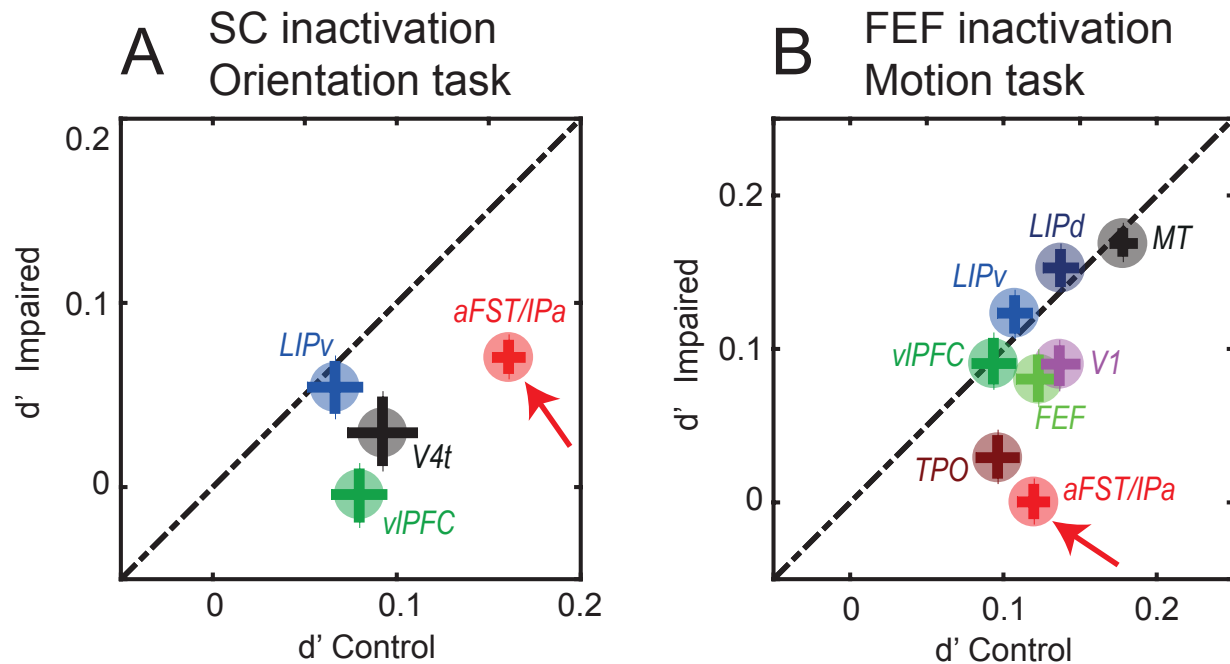 A
SC inactivation
Orientation task
0.2
0.1
0
d' Impaired
LIPv
aFST/IPa
V4t
vlPFC
0
0.1
0.2
d' Control
B
FEF inactivation
Motion task
0.2
0.1
0
d' Impaired
LIPd
MT
LIPv
vlPFC
V1
FEF
TPO
aFST/IPa
0
0.1
0.2
d' Control